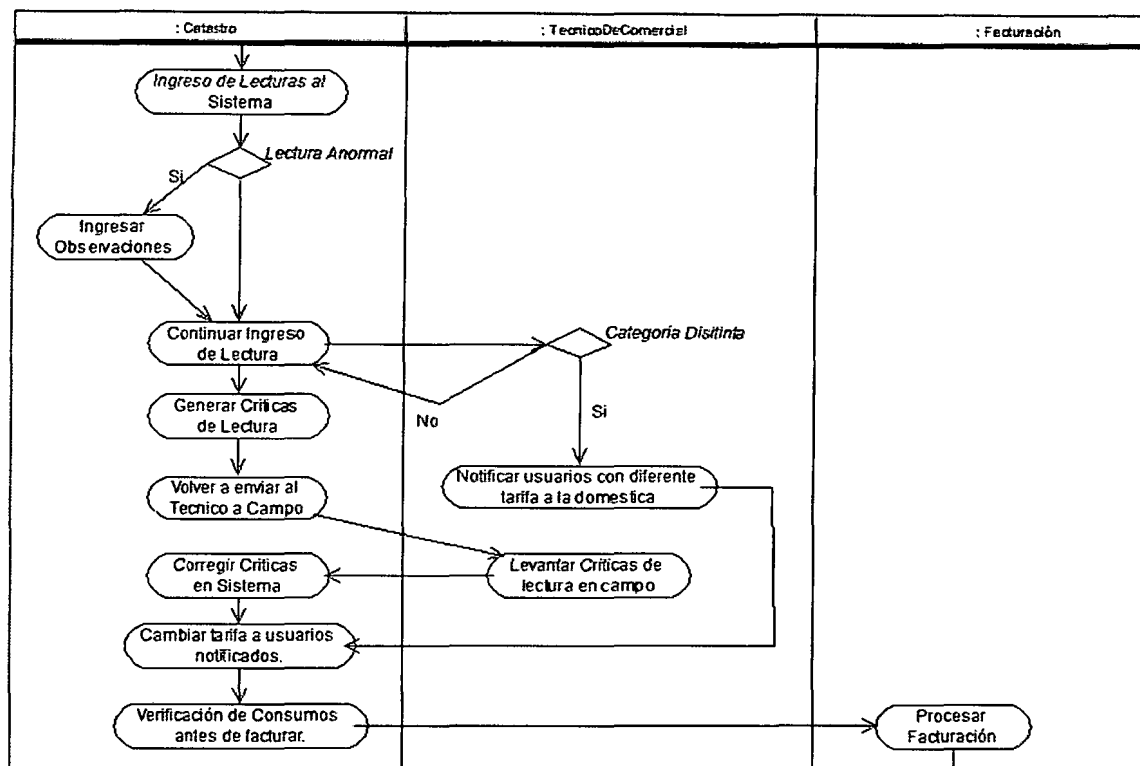 : Catastro
: TecnicoDeComercial
: Facturación
Ingreso de Lecturas al
Sistema
Lectura Anormal
Si
Ingresar
Observaciones
Continuar Ingreso
de Lectura
Categoria Disitinta
No
Si
Generar Criticas
de Lectura
Volver a enviar al
Tecnico a Campo
Notificar usuarios con diferente
tarifa a la domestica
Corregir Criticas
en Sistema
Levantar Críticas de
lectura en campo
Cambiar tarifa a usuarios
notificados.
Verificación de Consumos
antes de facturar.
Procesar
Facturación